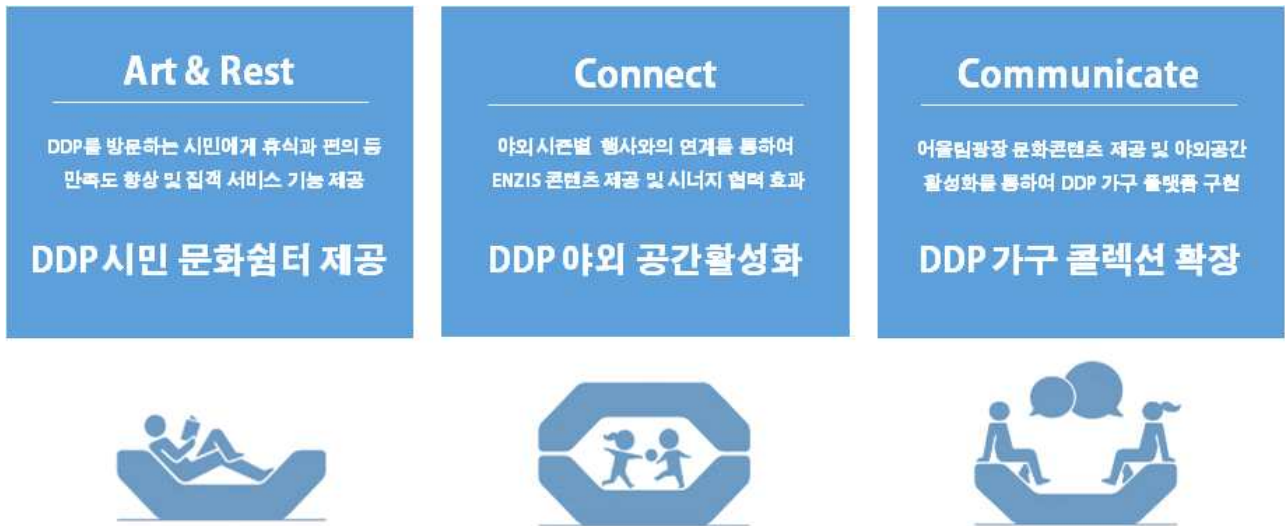 Art & Rest
DDP를 방문하는 시민에게 휴식과 편의 등
만족도 향상 및 집객 서비스 기능 제공
DDP시민 문화쉼터 제공
Connect
야외시즌별 행사와의 연계를 통하여
ENZIS 콘텐츠 제공 및 시너지 협력 효과
DDP 야외 공간활성화
Communicate
어울림광장 문화콘텐츠 제공 및 야외공간
활성화를 통하여 DDP 가구 플랫폼 구현
DDP 가구 콜렉션 확장